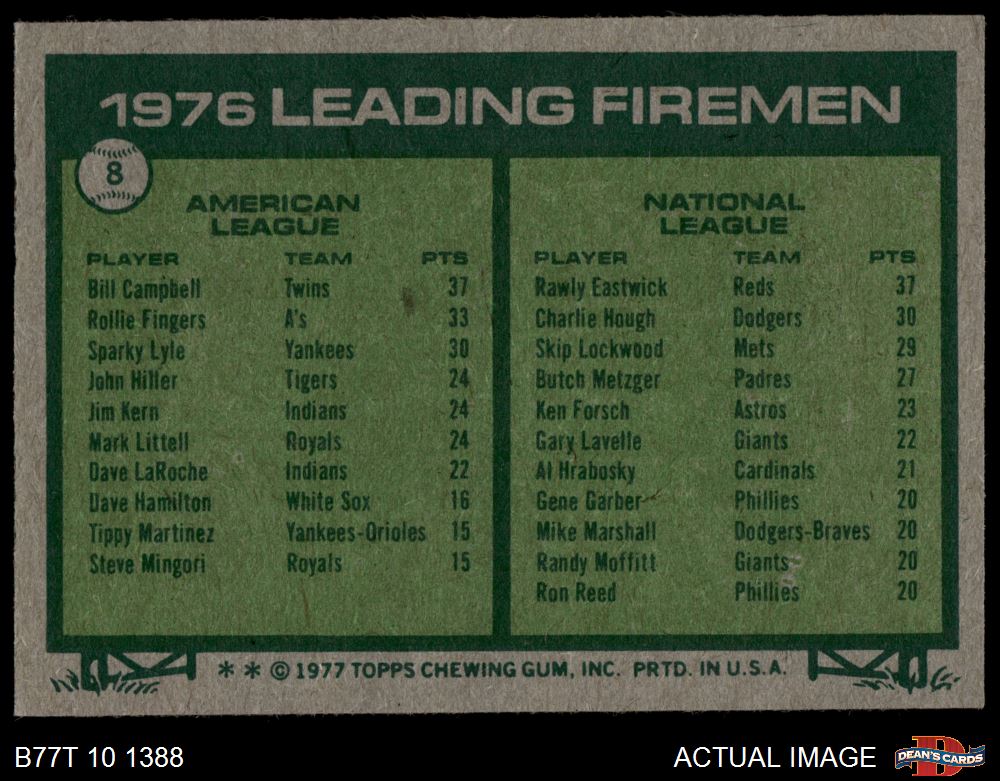 1976 LEADING FIREMEN
8
AMERICAN
LEAGUE
PLAYER TEAM PTS
Bill Campbell Twins 37
Rollie Fingers A's 33
Sparky Lyle Yankees 30
John Hiller Tigers 24
Jim Kern Indians 24
Mark Littell Royals 24
Dave LaRoche Indians 22
Dave Hamilton White Sox 16
Tippy Martinez Yankees-Orioles 15
Steve Mingori Royals 15
NATIONAL
LEAGUE
PLAYER TEAM PTS
Rawly Eastwick Reds 37
Charlie Hough Dodgers 30
Skip Lockwood Mets 29
Butch Metzger Padres 27
Ken Forsch Astros 23
Gary Lavelle Giants 22
Al Hrabosky Cardinals 21
Gene Garber Phillies 20
Mike Marshall Dodgers-Braves 20
Randy Moffitt Giants 20
Ron Reed Phillies 20
* * © 1977 TOPPS CHEWING GUM, INC. PRTD. IN U.S.A.
B77T 10 1388
ACTUAL IMAGE
D
DEAN'S CARDS